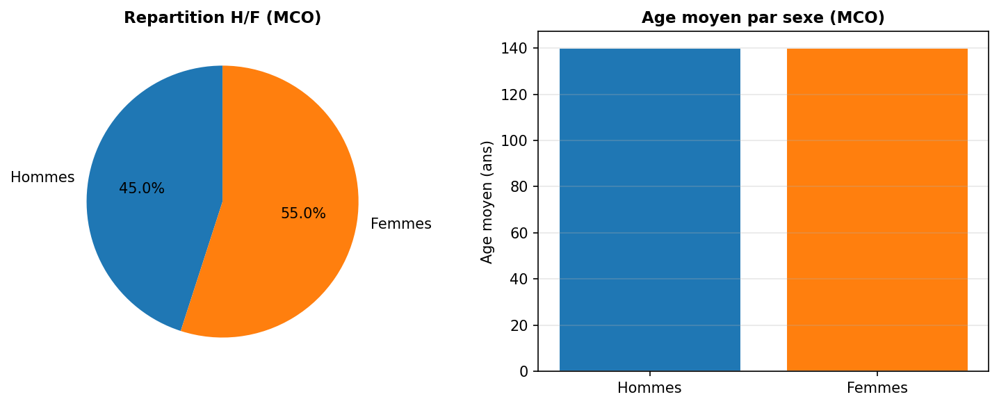 Repartition H/F (MCO)
Hommes
45.0%
55.0%
Femmes
Age moyen par sexe (MCO)
Age moyen (ans)
140
120
100
80
60
40
20
0
Hommes
Femmes